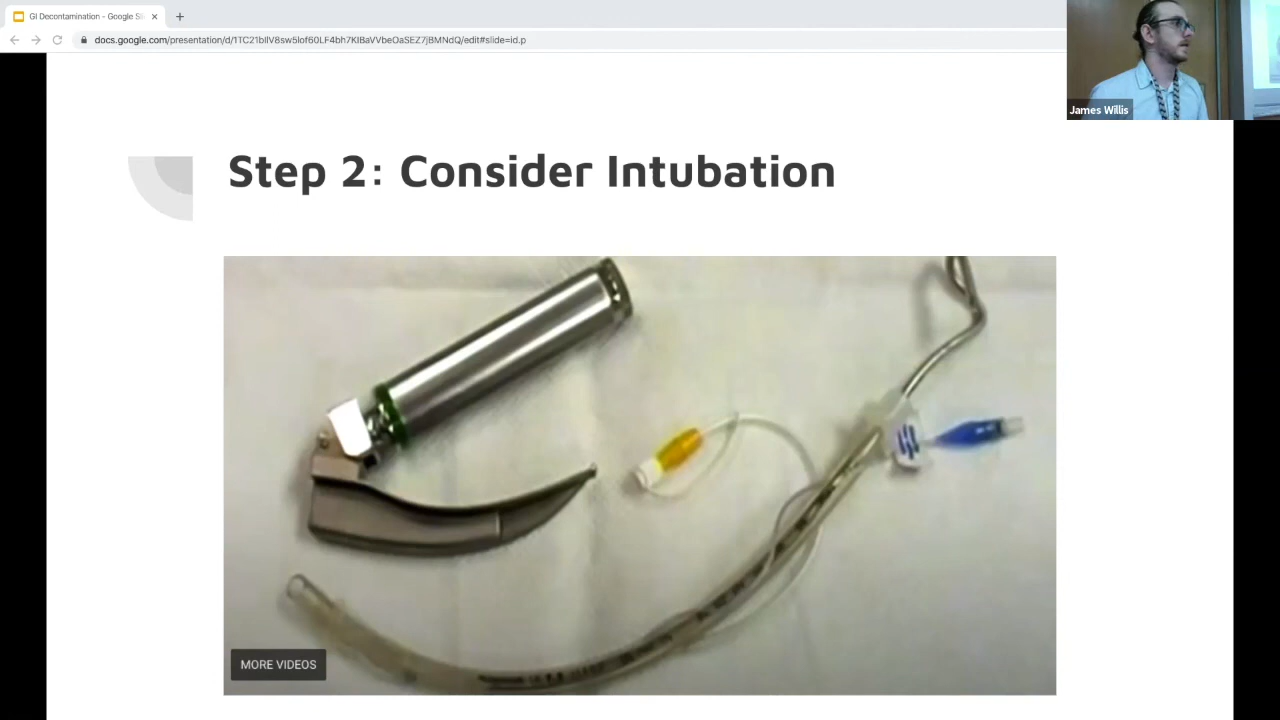 GI Decontamination - Google Sl
docs.google.com/presentation/d/1TC21bIlV8sw5lof60LF4bh7KIBaVVbeOaSEZ7jBMNdQ/edit#slide=id.p
James Willis
Step 2: Consider Intubation
MORE VIDEOS